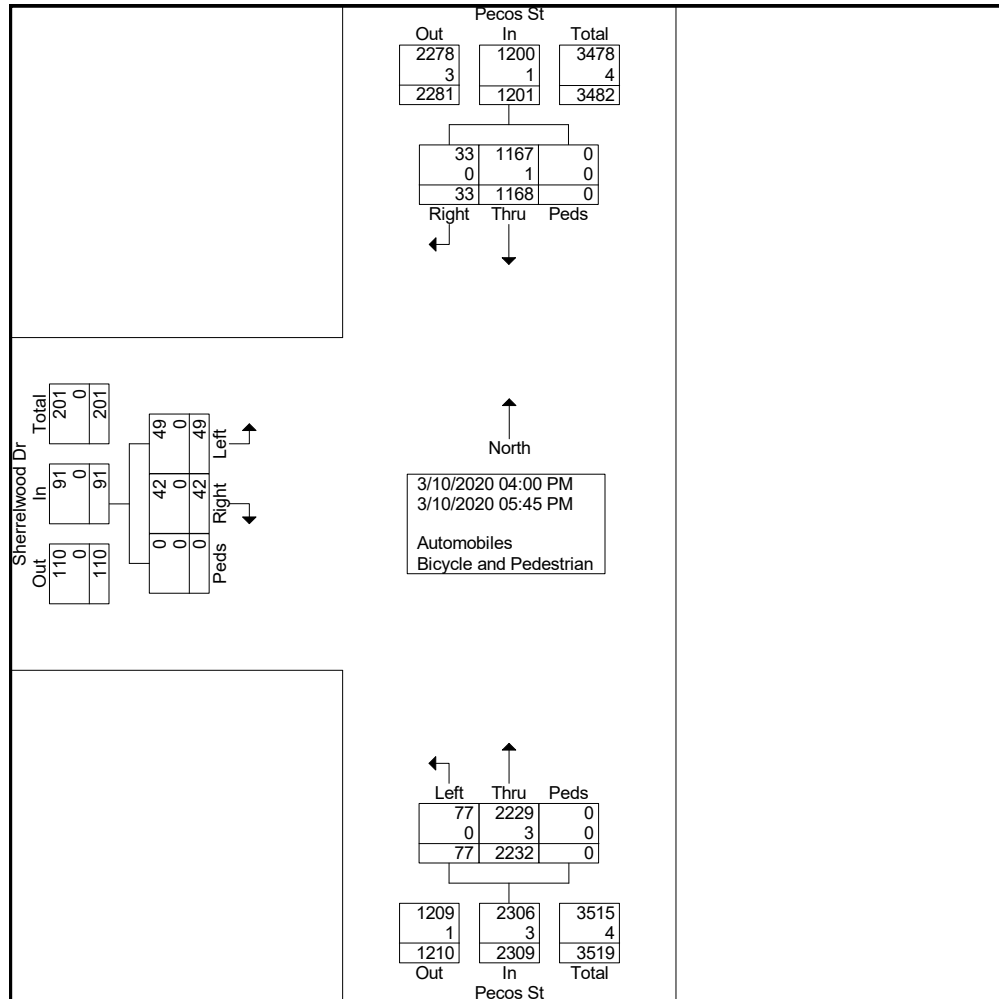 Pecos St
Out In Total
2278 1200 3478
3 1 4
2281 1201 3482
33 1167 0
0 1 0
33 1168 0
Right Thru Peds
Sherrelwood Dr
Total In Out
201 91 110
0 0 0
201 91 110
49 42 0
0 0 0
49 42 0
Left Right Peds
North
3/10/2020 04:00 PM
3/10/2020 05:45 PM
Automobiles
Bicycle and Pedestrian
Left Thru Peds
77 2229 0
0 3 0
77 2232 0
1209 2306 3515
1 3 4
1210 2309 3519
Out In Total
Pecos St